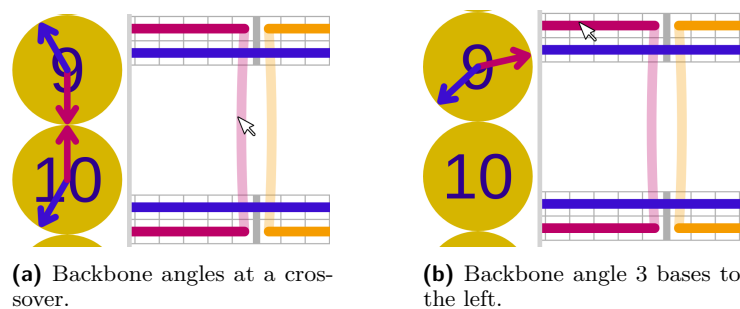 9
10
9
10
(a) Backbone angles at a cros-
sover.
(b) Backbone angle 3 bases to
the left.